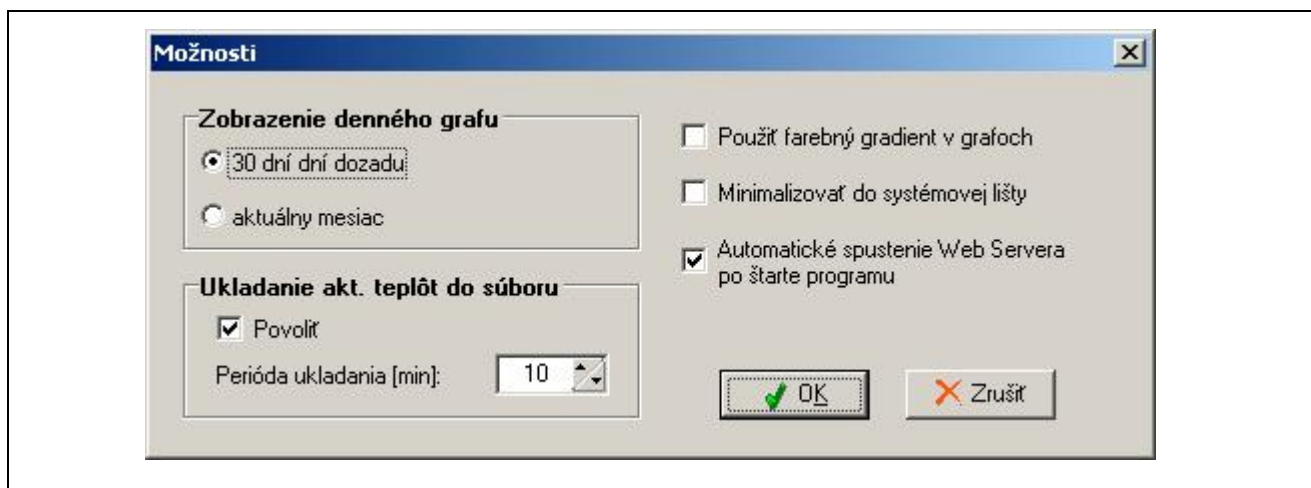 Možnosti
Zobrazenie denného grafu
30 dní dní dozadu
aktuálny mesiac
Ukladanie akt. teplôt do súboru
Povoliť
Perióda ukladania [min]:
10
Použiť farebný gradient v grafoch
Minimalizovať do systémovej lišty
Automatické spustenie Web Servera
po štarte programu
OK
Zrušiť